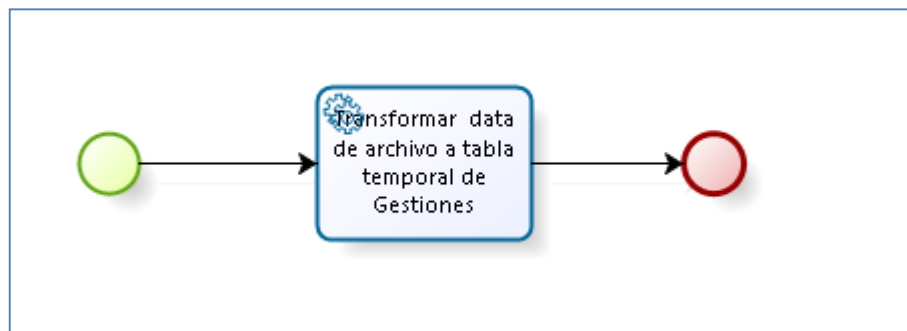 Transformar data
de archivo a tabla
temporal de
Gestiones